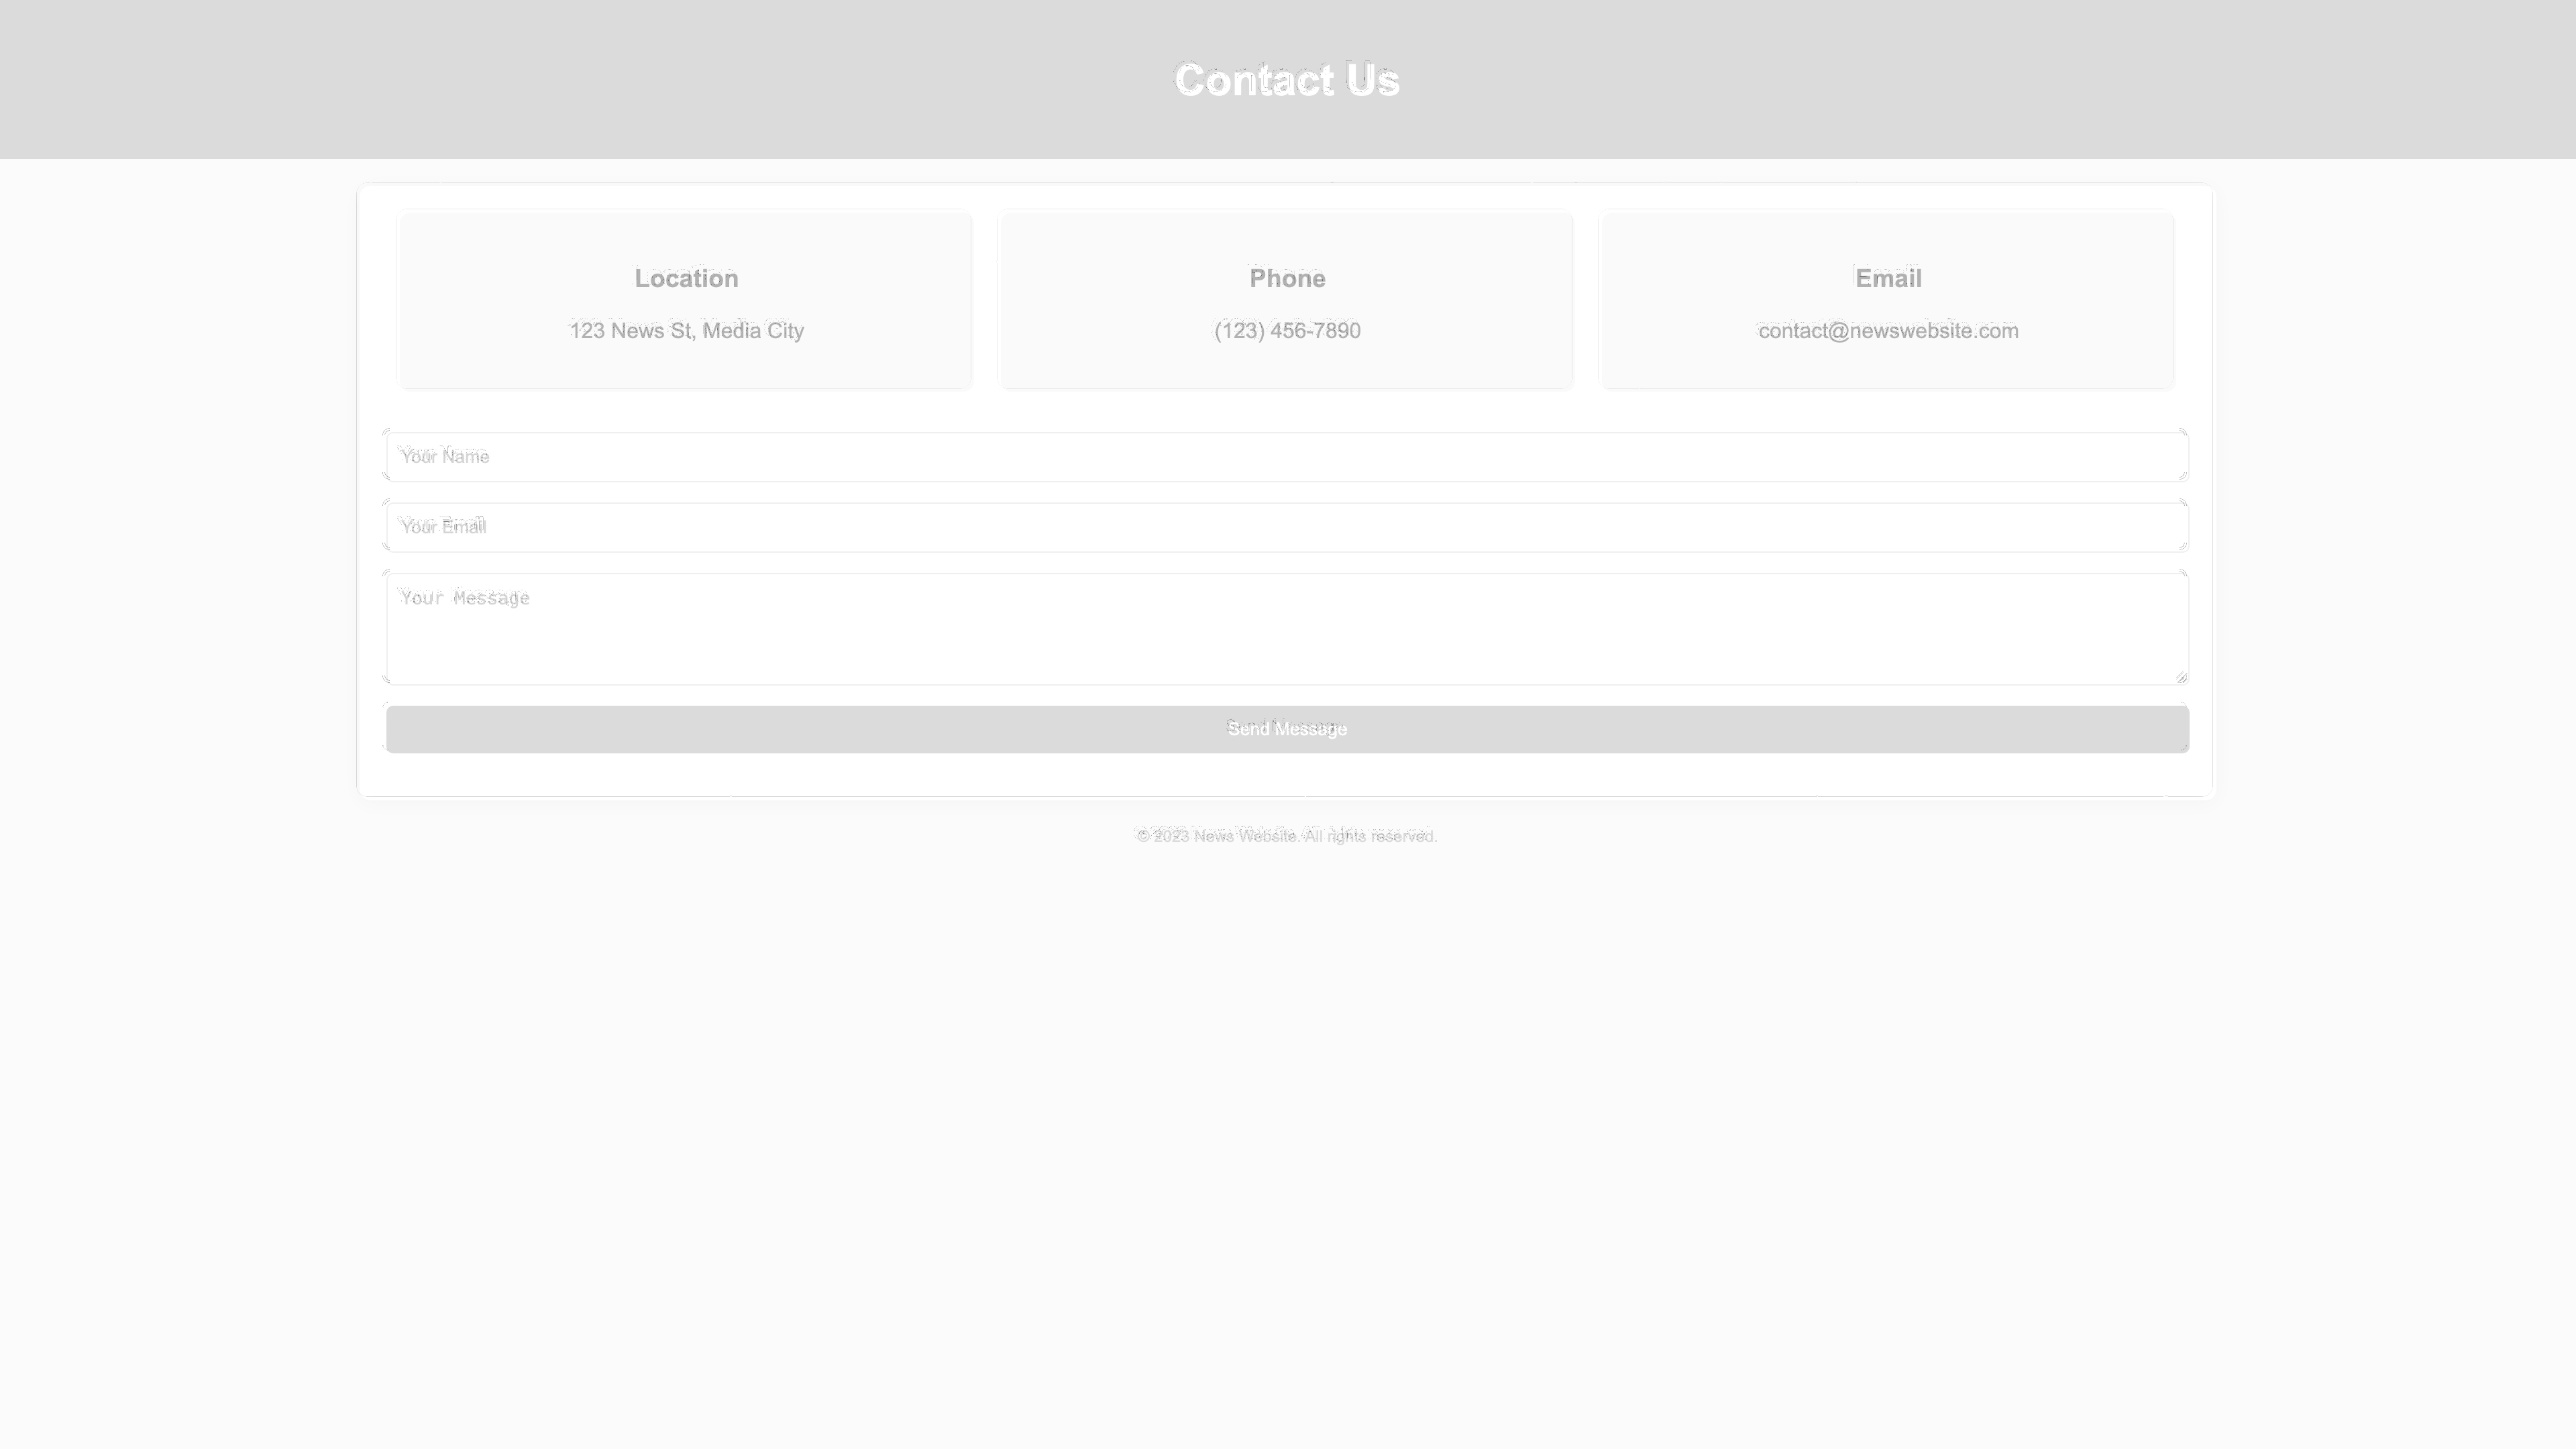 Contact Us
Location
123 News St, Media City
Phone
(123) 456-7890
Email
contact@newswebsite.com
Your Name
Your Email
Your Message
Send Message
© 2023 News Website. All rights reserved.